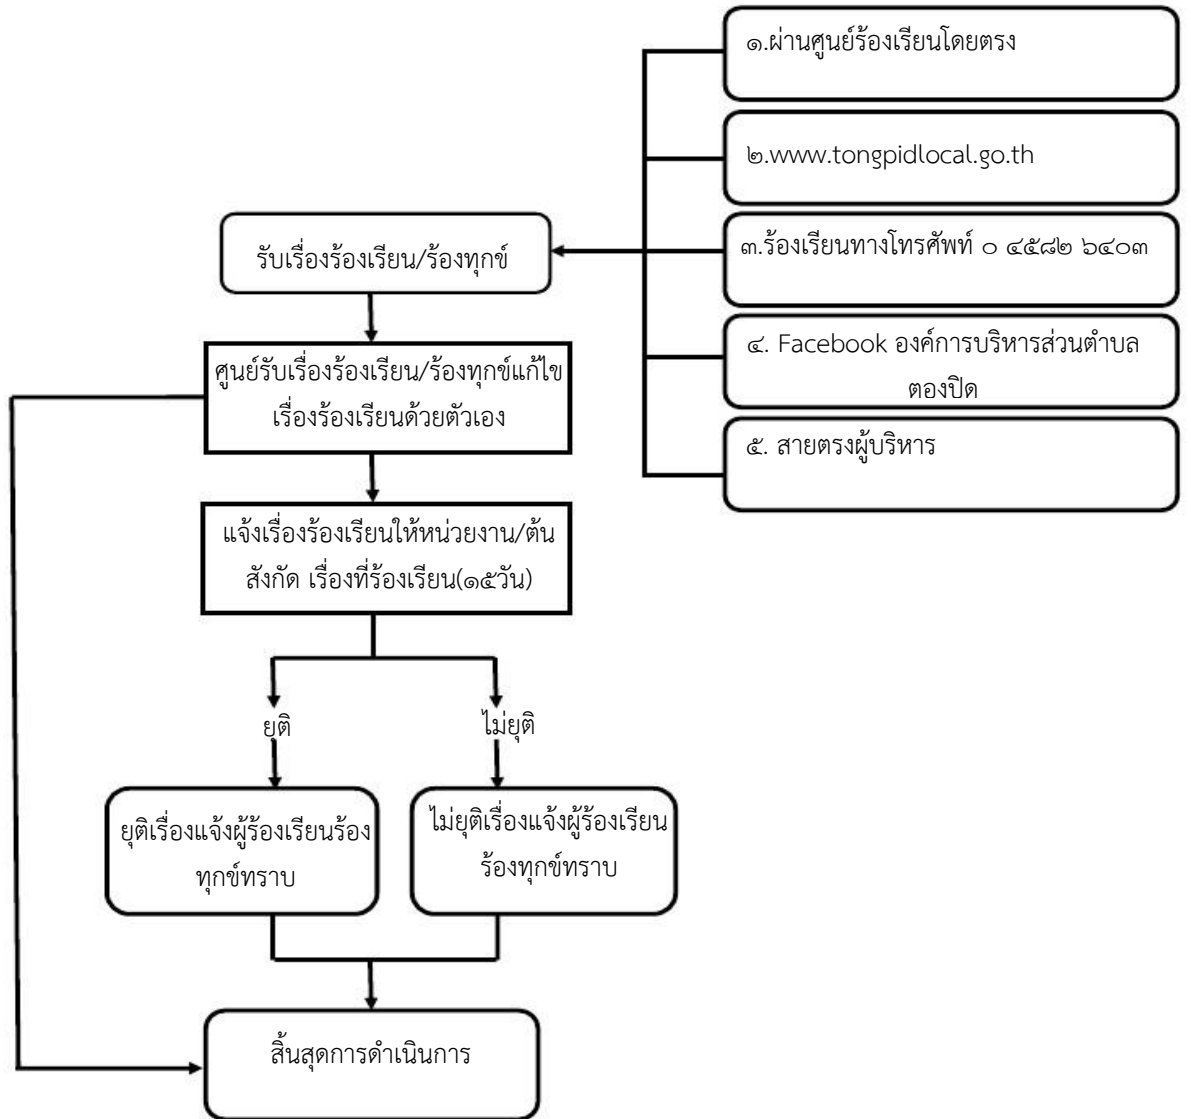 ๑.ผ่านศูนย์ร้องเรียนโดยตรง
๒.www.tongpidlocal.go.th
๓.ร้องเรียนทางโทรศัพท์ ๐ ๔๕๘๒ ๖๔๐๓
๔. Facebook องค์การบริหารส่วนตำบล
ตองปิด
๕. สายตรงผู้บริหาร
รับเรื่องร้องเรียน/ร้องทุกข์
ศูนย์รับเรื่องร้องเรียน/ร้องทุกข์แก้ไข
เรื่องร้องเรียนด้วยตัวเอง
แจ้งเรื่องร้องเรียนให้หน่วยงาน/ต้น
สังกัด เรื่องที่ร้องเรียน(๑๕วัน)
ยุติ
ไม่ยุติ
ยุติเรื่องแจ้งผู้ร้องเรียนร้อง
ทุกข์ทราบ
ไม่ยุติเรื่องแจ้งผู้ร้องเรียน
ร้องทุกข์ทราบ
สิ้นสุดการดำเนินการ